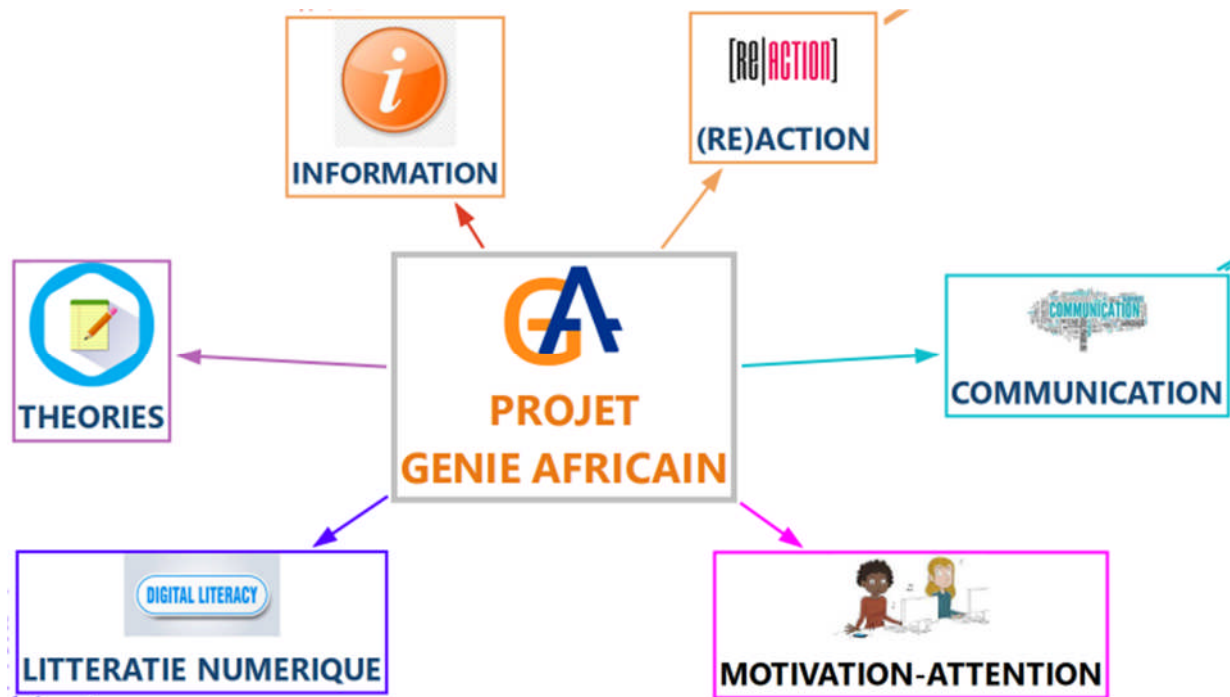 i
INFORMATION
[RE|ACTION]
(RE)ACTION
THEORIES
GA
PROJET
GENIE AFRICAIN
COMMUNICATION
COMMUNICATION
DIGITAL LITERACY
LITTERATIE NUMERIQUE
MOTIVATION-ATTENTION